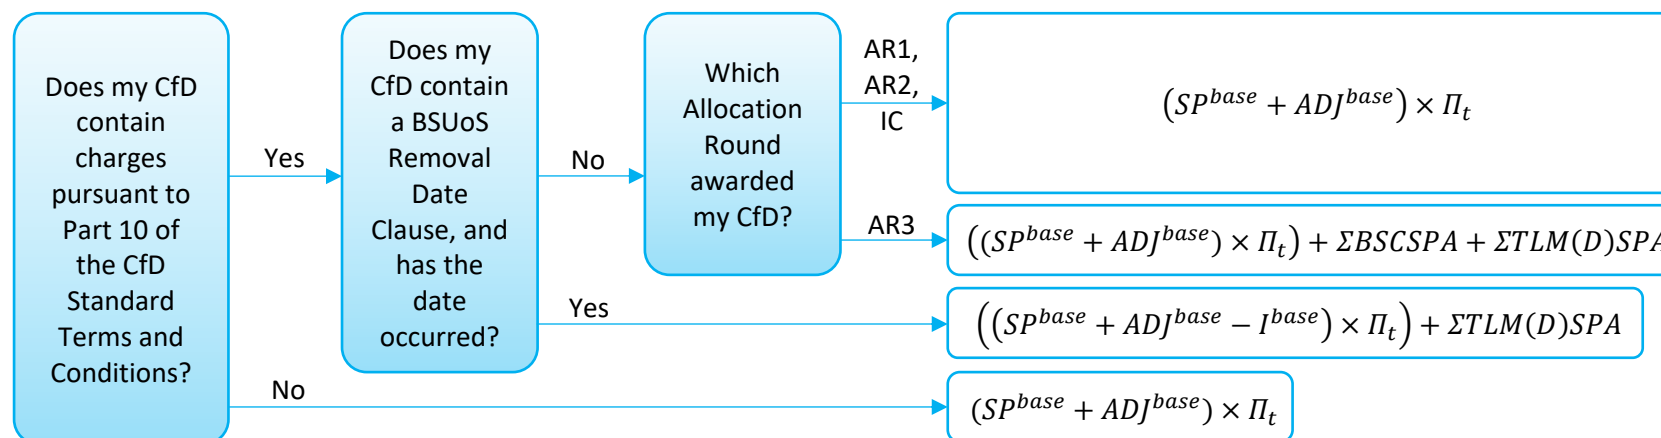 Does my CfD
contain
charges
pursuant to
Part 10 of
the CfD
Standard
Terms and
Conditions?
Yes
Does my
CfD contain
a BSUoS
Removal
Date
Clause, and
has the
date
occurred?
No
Which
Allocation
Round
awarded
my CfD?
AR1,
AR2,
IC
(SP^{base} + ADJ^{base}) × Π_t
AR3
((SP^{base} + ADJ^{base}) × Π_t) + ΣBSCSPA + ΣTLM(D)SPA
Yes
((SP^{base} + ADJ^{base} − I^{base}) × Π_t) + ΣTLM(D)SPA
No
(SP^{base} + ADJ^{base}) × Π_t